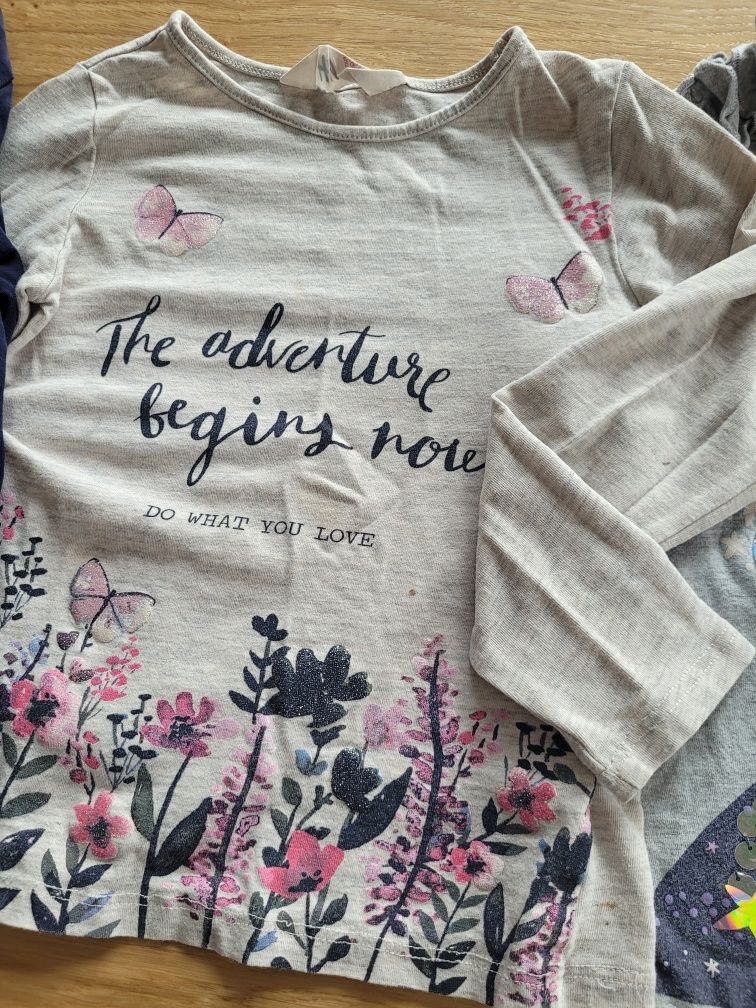 The adventure
begins now
DO WHAT YOU LOVE